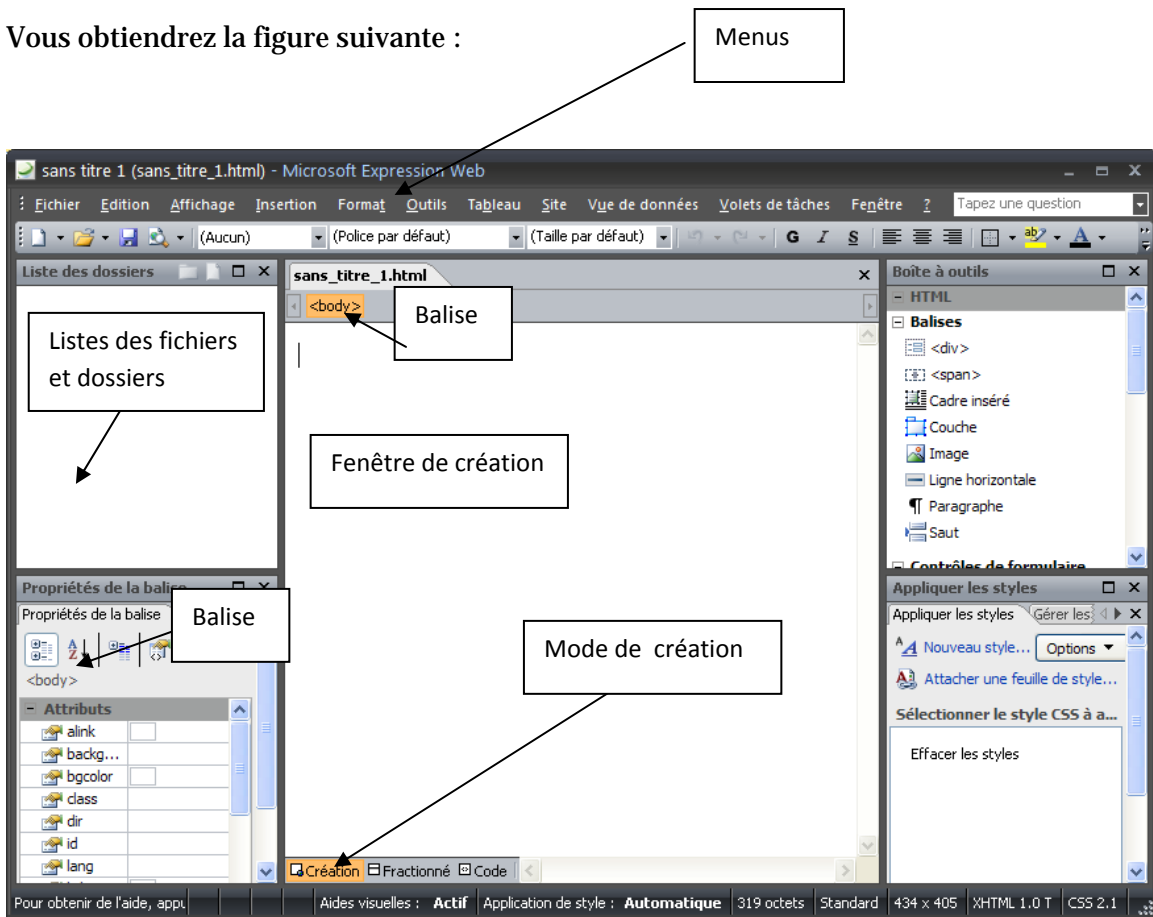 Vous obtiendrez la figure suivante :
Menus
sans titre 1 (sans_titre_1.html) - Microsoft Expression Web
Fichier Edition Affichage Insertion Format Outils Tableau Site Vue de données Volets de tâches Fenêtre ? Tapez une question
(Aucun) (Police par défaut) (Taille par défaut) G I S
Liste des dossiers
sans_titre_1.html
<body>
Balise
Listes des fichiers
et dossiers
Fenêtre de création
Boîte à outils
HTML
Balises
<div>
<span>
Cadre inséré
Couche
Image
Ligne horizontale
Paragraphe
Saut
Contrôles de formulaire
Propriétés de la balise
Propriétés de la balise
Balise
<body>
Attributs
alink
backg...
bgcolor
class
dir
id
lang
Mode de création
Création Fractionné Code
Appliquer les styles
Appliquer les styles Gérer les
Nouveau style... Options
Attacher une feuille de style...
Sélectionner le style CSS à a...
Effacer les styles
Pour obtenir de l'aide, appu Aides visuelles : Actif Application de style : Automatique 319 octets Standard 434 x 405 XHTML 1.0 T CSS 2.1